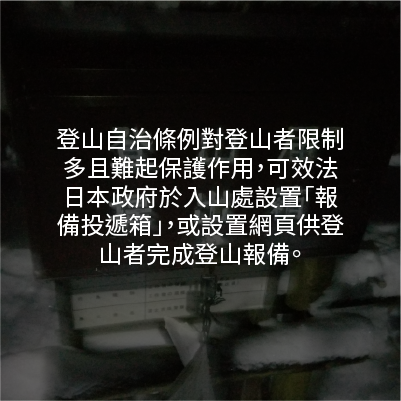 登山自治條例對登山者限制
多且難起保護作用，可效法
日本政府於入山處設置「報
備投遞箱」，或設置網頁供登
山者完成登山報備。